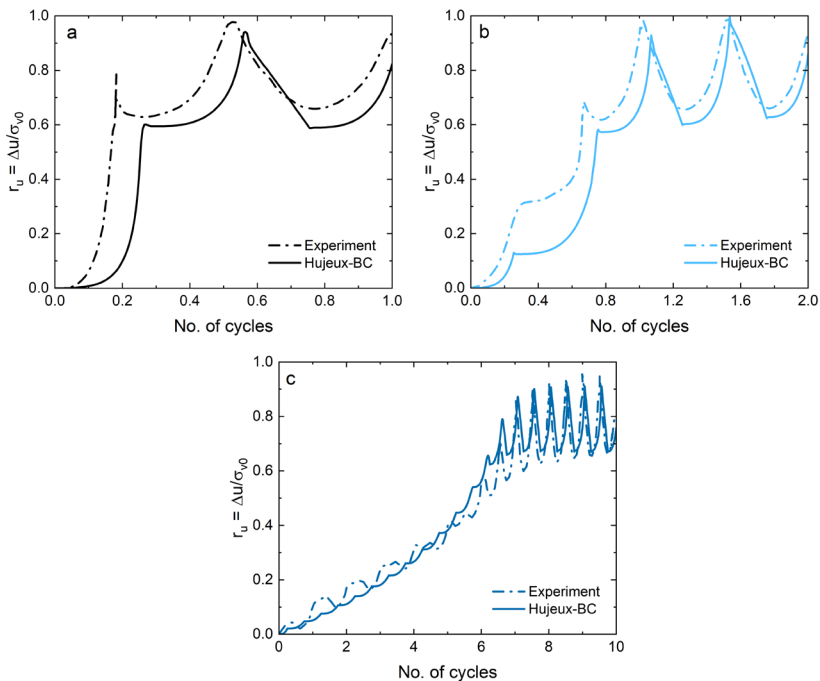 a
r_u = Δu/σ_v0
1.0
0.8
0.6
0.4
0.2
0.0
Experiment
Hujeux-BC
0.0 0.2 0.4 0.6 0.8 1.0
No. of cycles
b
r_u = Δu/σ_v0
1.0
0.8
0.6
0.4
0.2
0.0
Experiment
Hujeux-BC
0.0 0.4 0.8 1.2 1.6 2.0
No. of cycles
c
r_u = Δu/σ_v0
1.0
0.8
0.6
0.4
0.2
0.0
Experiment
Hujeux-BC
0 2 4 6 8 10
No. of cycles